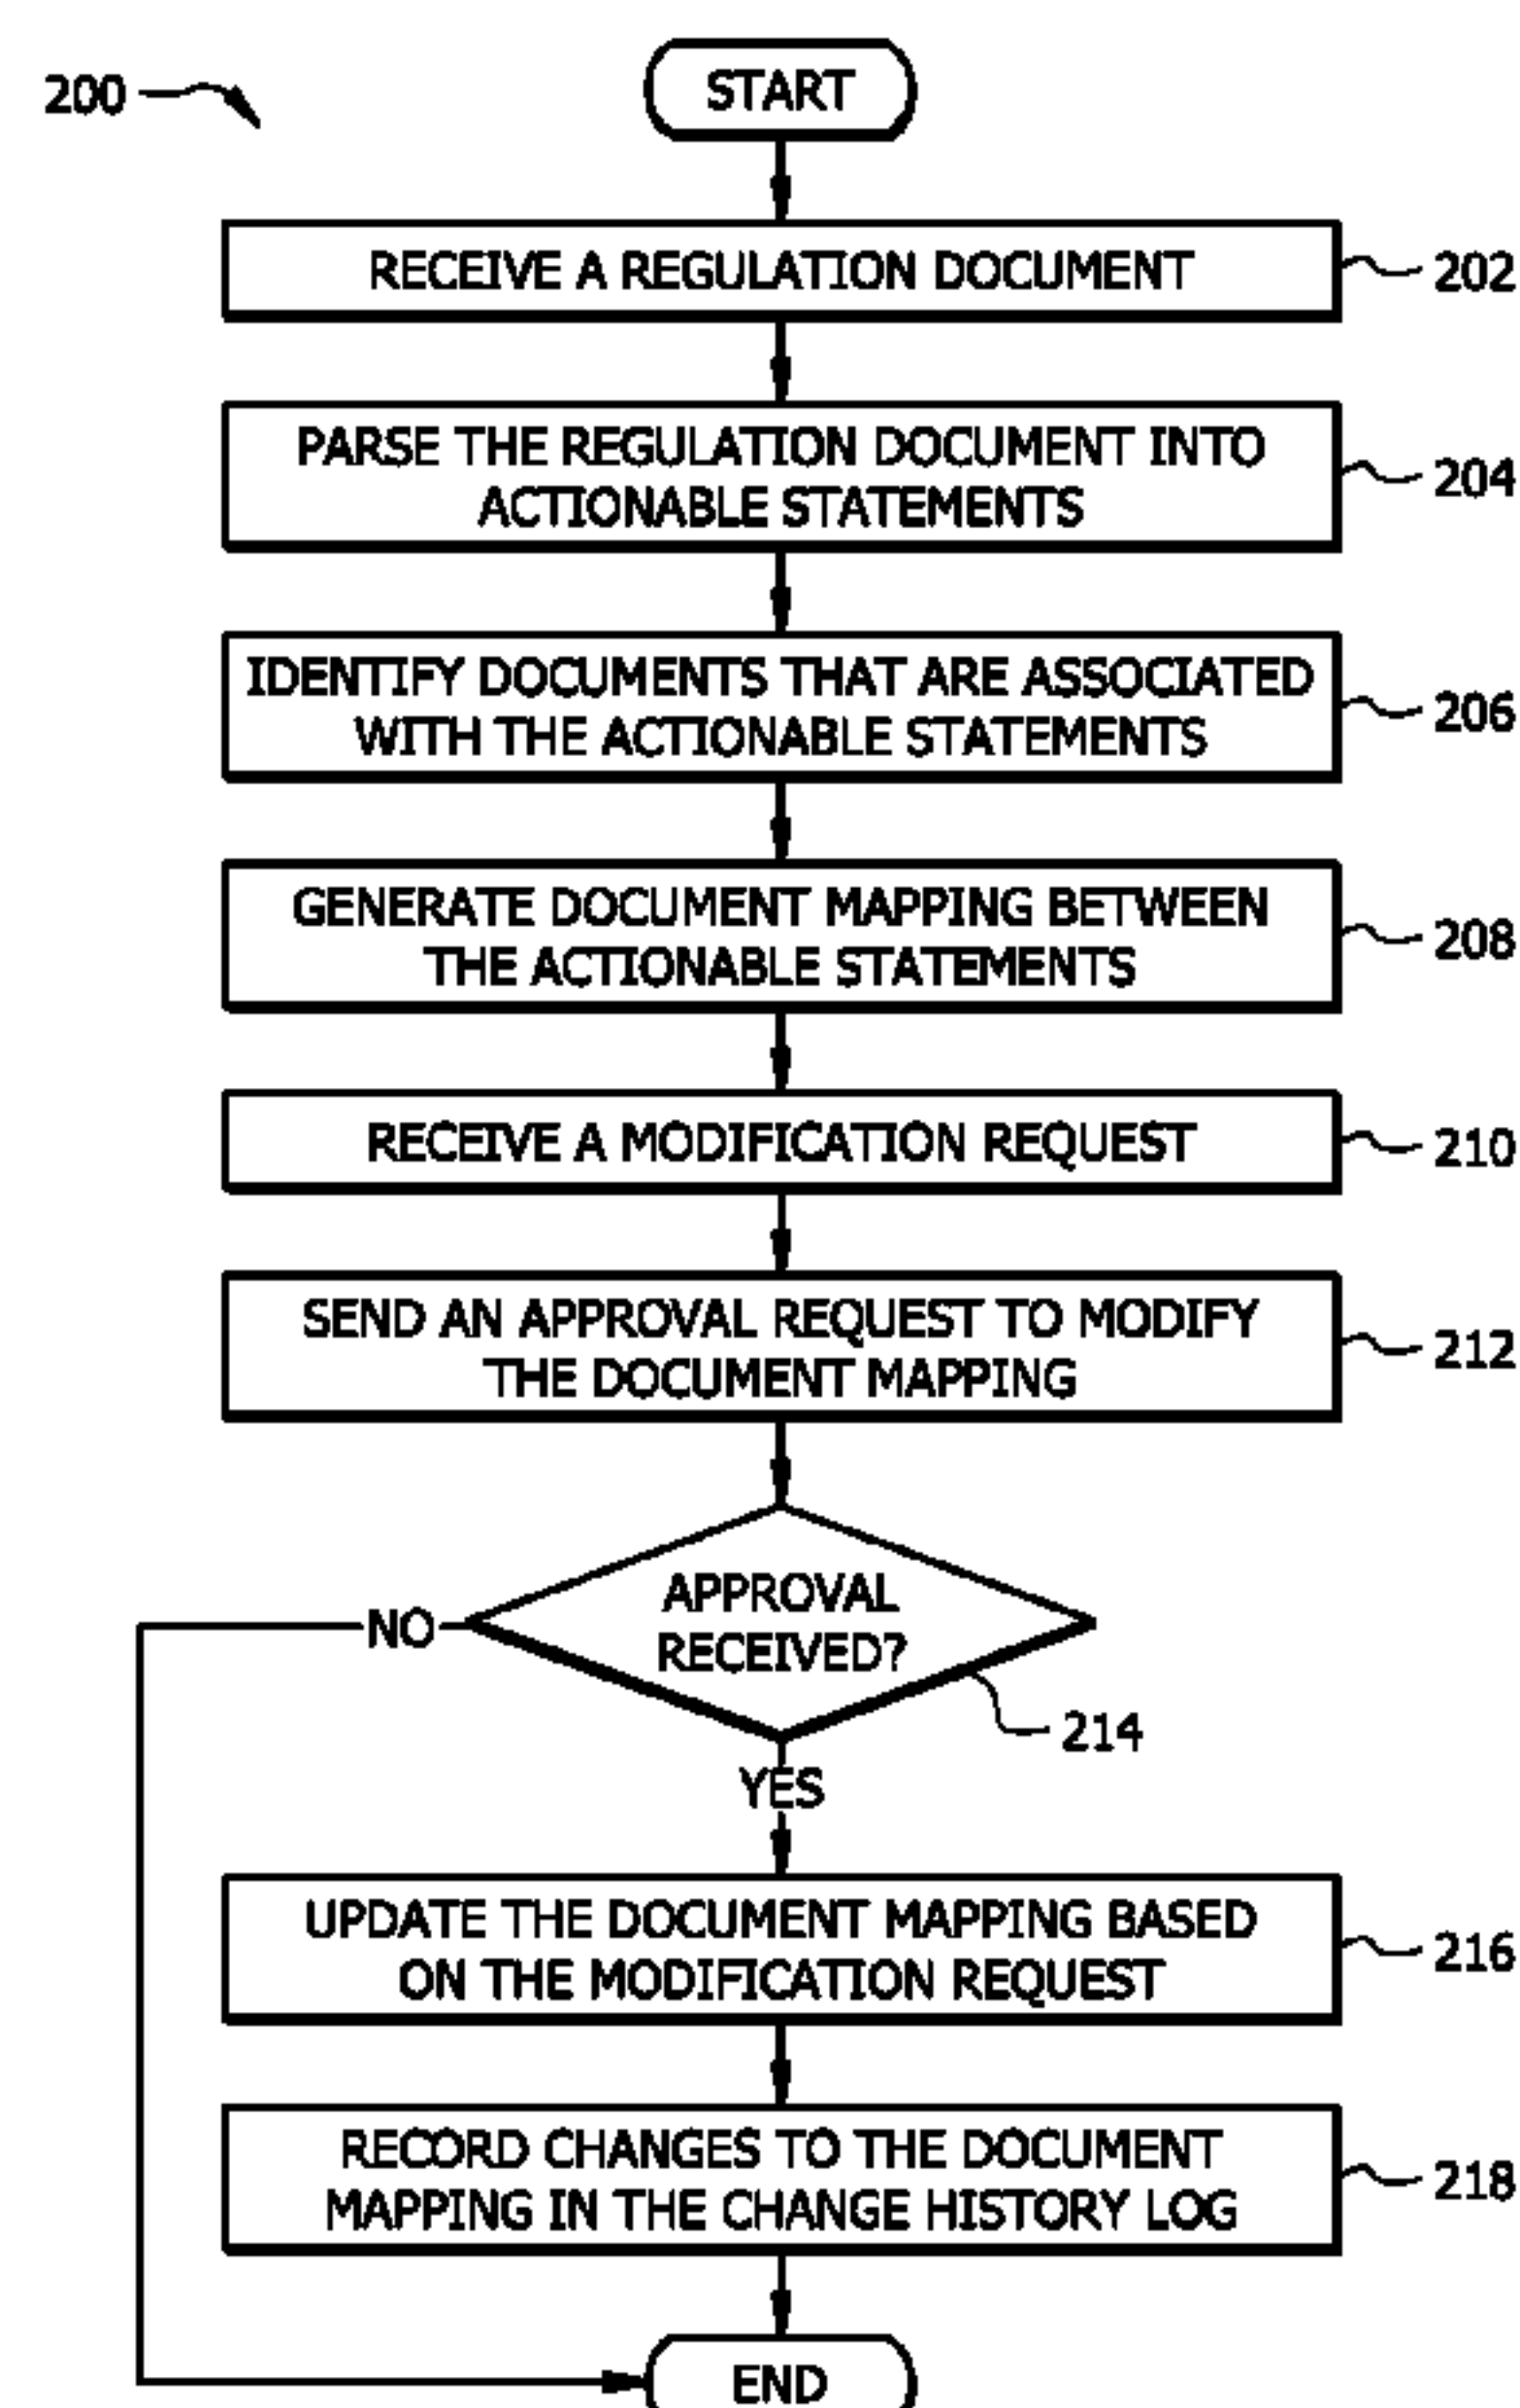 200
START
RECEIVE A REGULATION DOCUMENT
202
PARSE THE REGULATION DOCUMENT INTO
ACTIONABLE STATEMENTS
204
IDENTIFY DOCUMENTS THAT ARE ASSOCIATED
WITH THE ACTIONABLE STATEMENTS
206
GENERATE DOCUMENT MAPPING BETWEEN
THE ACTIONABLE STATEMENTS
208
RECEIVE A MODIFICATION REQUEST
210
SEND AN APPROVAL REQUEST TO MODIFY
THE DOCUMENT MAPPING
212
APPROVAL
RECEIVED?
NO
214
YES
UPDATE THE DOCUMENT MAPPING BASED
ON THE MODIFICATION REQUEST
216
RECORD CHANGES TO THE DOCUMENT
MAPPING IN THE CHANGE HISTORY LOG
218
END